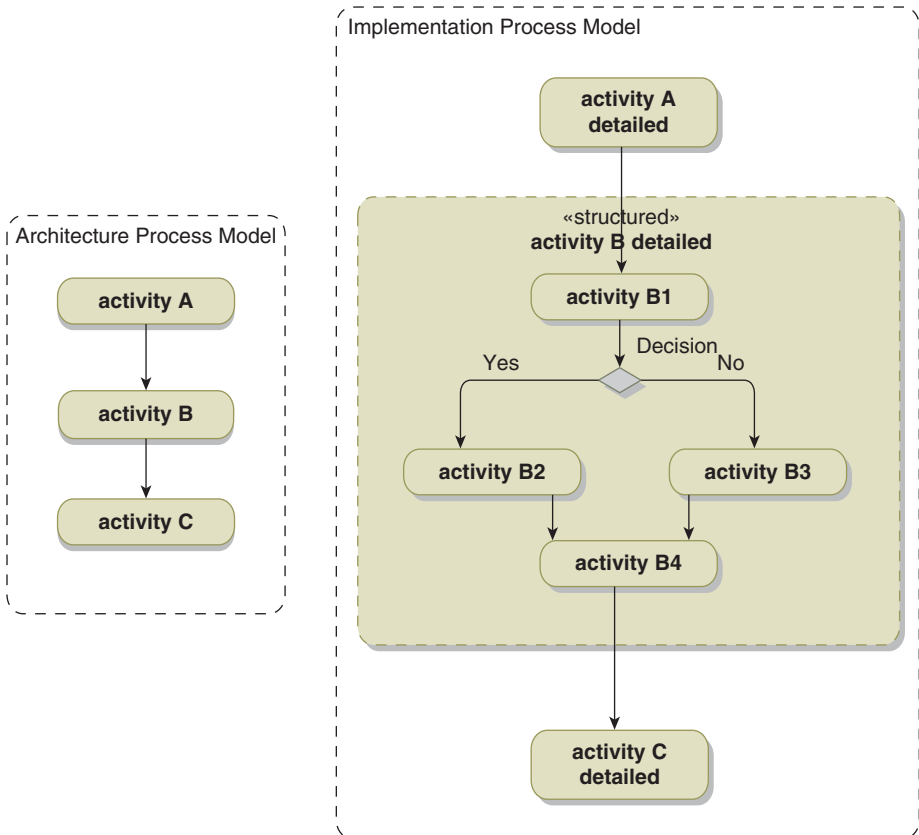 Architecture Process Model
activity A
activity B
activity C
Implementation Process Model
activity A
detailed
«structured»
activity B detailed
activity B1
Decision
Yes
No
activity B2
activity B3
activity B4
activity C
detailed